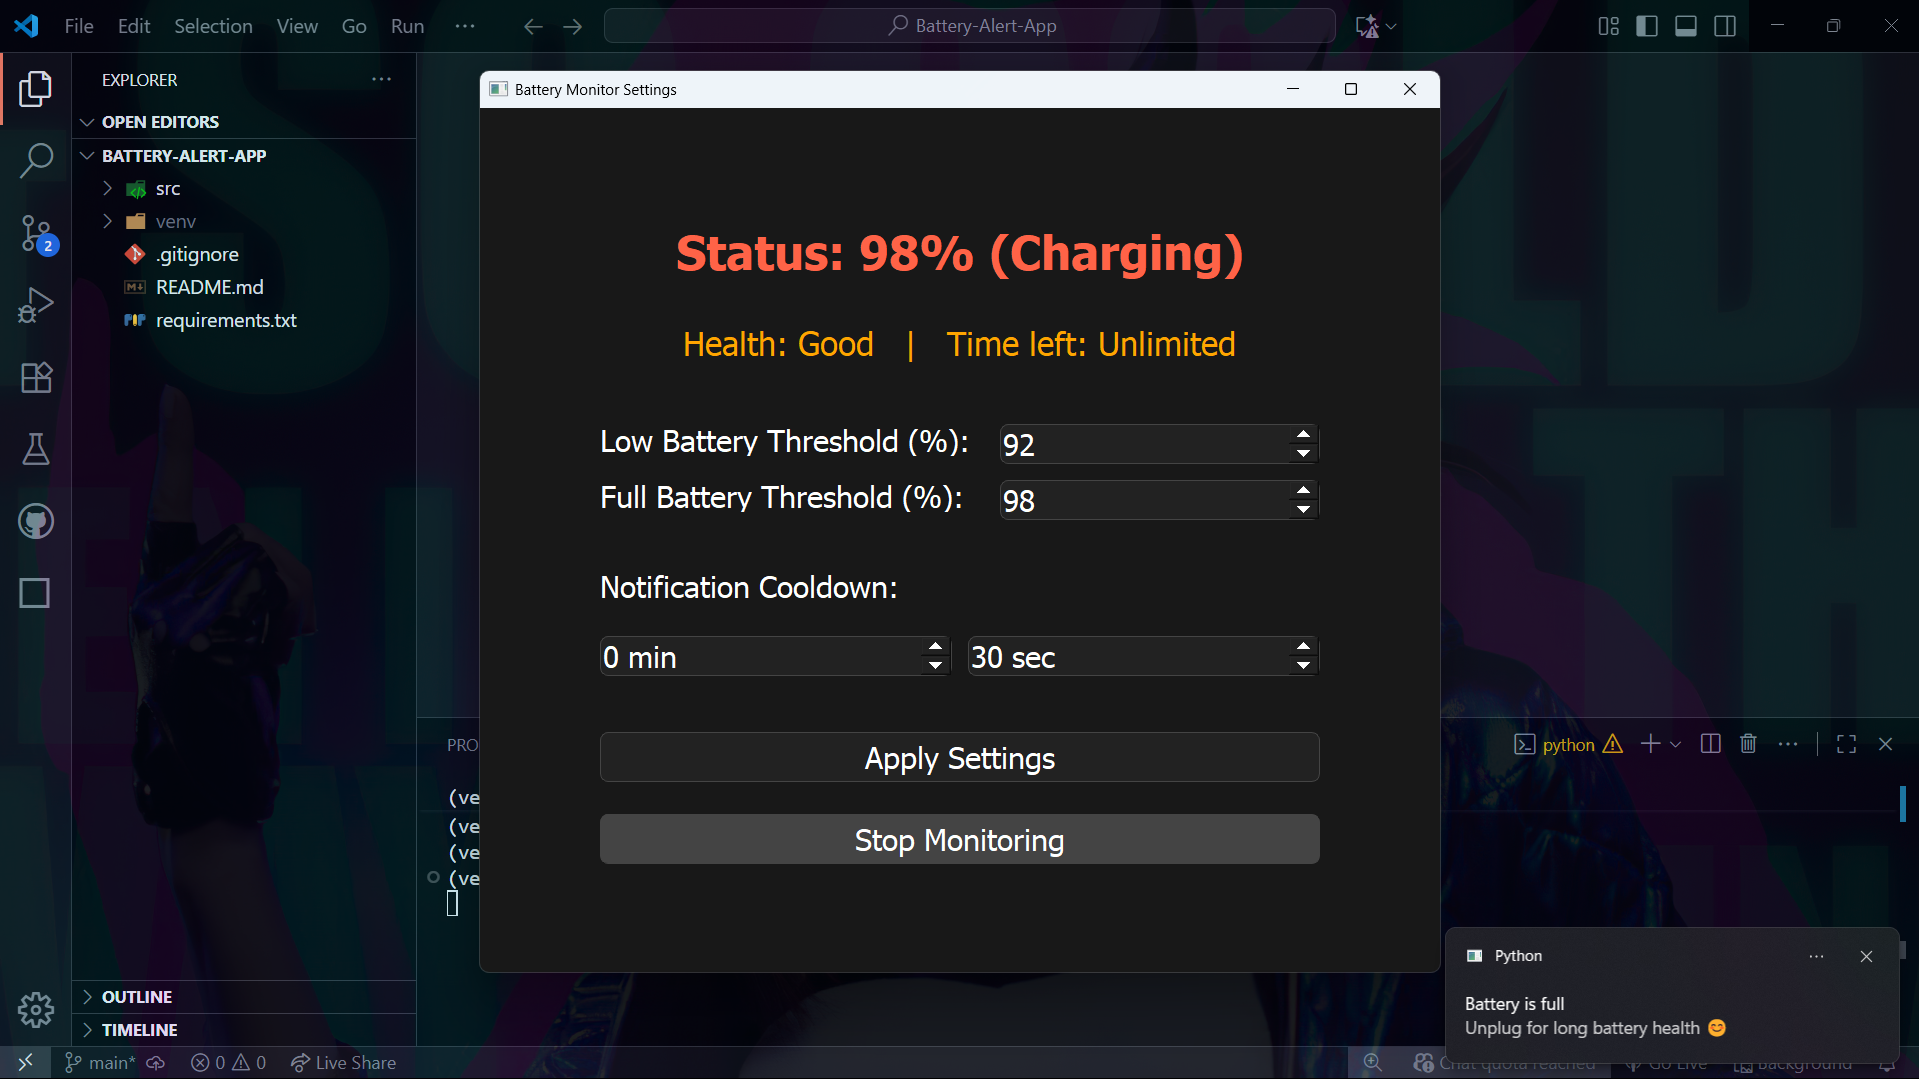 File Edit Selection View Go Run ···
Battery-Alert-App
EXPLORER ···
OPEN EDITORS
BATTERY-ALERT-APP
src
venv
.gitignore
README.md
requirements.txt
2
OUTLINE
TIMELINE
Battery Monitor Settings
Status: 98% (Charging)
Health: Good | Time left: Unlimited
Low Battery Threshold (%): 92
Full Battery Threshold (%): 98
Notification Cooldown:
0 min 30 sec
Apply Settings
Stop Monitoring
PRO
python
(ve
(ve
(ve
(ve
Python
Battery is full
Unplug for long battery health 😊
main* 0 0 Live Share
Chat quota reached Go Live Background